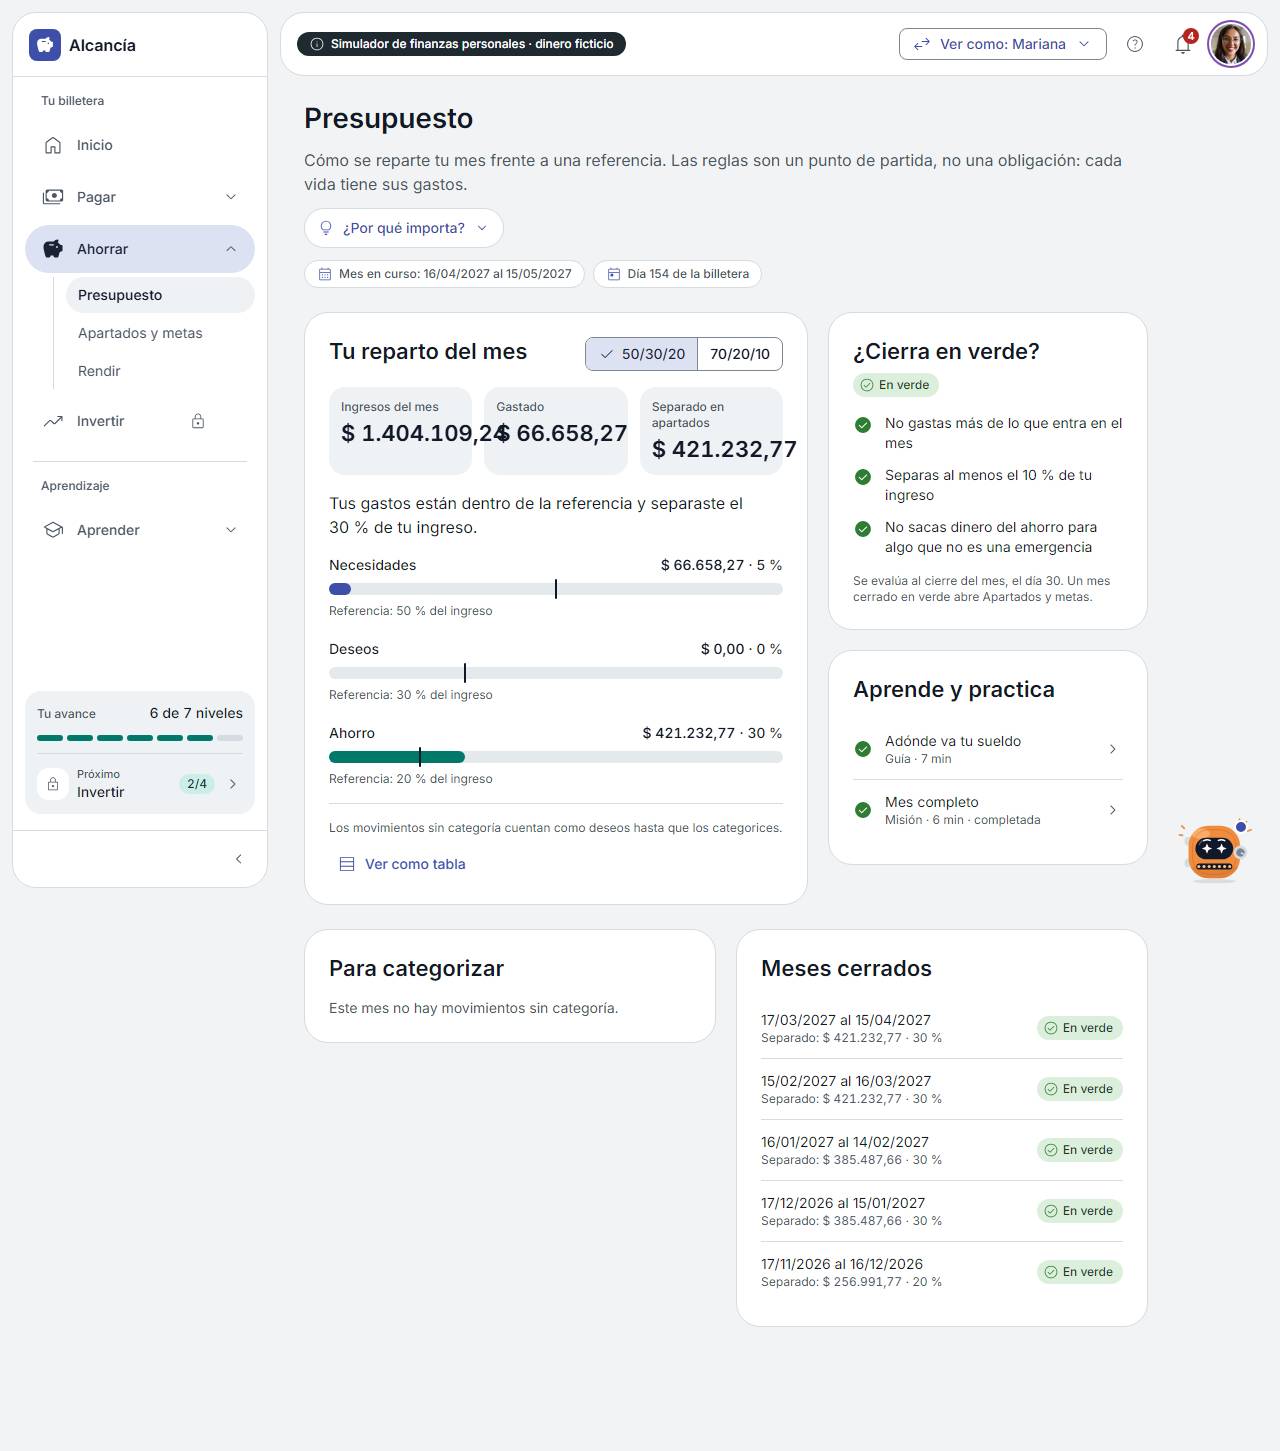 Alcancía
Simulador de finanzas personales · dinero ficticio
Ver como: Mariana
4
Tu billetera
Inicio
Pagar
Ahorrar
Presupuesto
Apartados y metas
Rendir
Invertir
Aprendizaje
Aprender
Tu avance
6 de 7 niveles
Próximo
Invertir
2/4
Presupuesto
Cómo se reparte tu mes frente a una referencia. Las reglas son un punto de partida, no una obligación: cada
vida tiene sus gastos.
¿Por qué importa?
Mes en curso: 16/04/2027 al 15/05/2027
Día 154 de la billetera
Tu reparto del mes
50/30/20
70/20/10
Ingresos del mes
$ 1.404.109,24
Gastado
$ 66.658,27
Separado en
apartados
$ 421.232,77
Tus gastos están dentro de la referencia y separaste el
30 % de tu ingreso.
Necesidades
$ 66.658,27 · 5 %
Referencia: 50 % del ingreso
Deseos
$ 0,00 · 0 %
Referencia: 30 % del ingreso
Ahorro
$ 421.232,77 · 30 %
Referencia: 20 % del ingreso
Los movimientos sin categoría cuentan como deseos hasta que los categorices.
Ver como tabla
¿Cierra en verde?
En verde
No gastas más de lo que entra en el
mes
Separas al menos el 10 % de tu
ingreso
No sacas dinero del ahorro para
algo que no es una emergencia
Se evalúa al cierre del mes, el día 30. Un mes
cerrado en verde abre Apartados y metas.
Aprende y practica
Adónde va tu sueldo
Guía · 7 min
Mes completo
Misión · 6 min · completada
Para categorizar
Este mes no hay movimientos sin categoría.
Meses cerrados
17/03/2027 al 15/04/2027
Separado: $ 421.232,77 · 30 %
En verde
15/02/2027 al 16/03/2027
Separado: $ 421.232,77 · 30 %
En verde
16/01/2027 al 14/02/2027
Separado: $ 385.487,66 · 30 %
En verde
17/12/2026 al 15/01/2027
Separado: $ 385.487,66 · 30 %
En verde
17/11/2026 al 16/12/2026
Separado: $ 256.991,77 · 20 %
En verde